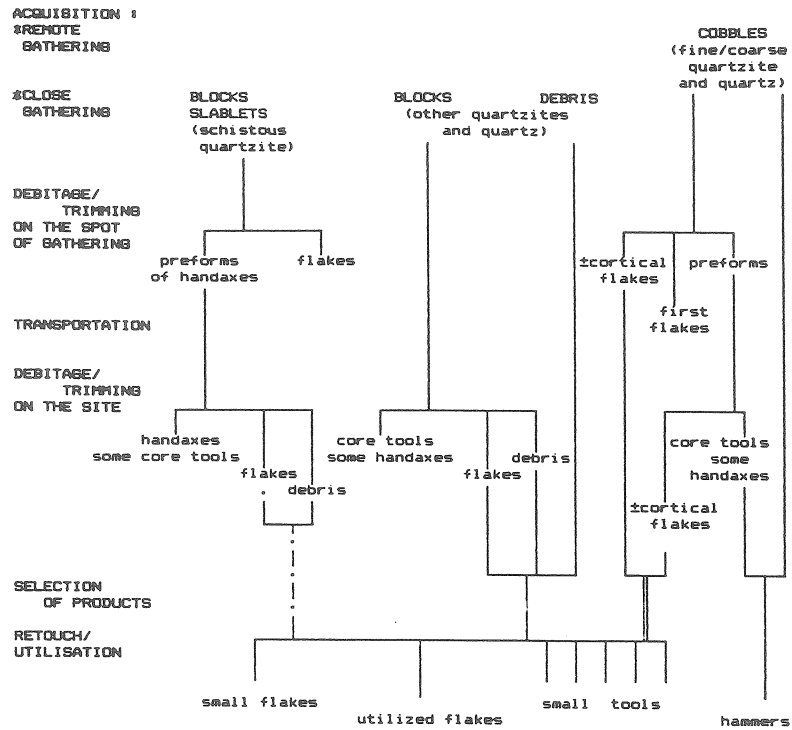 ACQUISITION :
*REMOTE
GATHERING
COBBLES
(fine/coarse
quartzite
and quartz)
*CLOSE
GATHERING
BLOCKS
SLABLETS
(schistous
quartzite)
BLOCKS DEBRIS
(other quartzites
and quartz)
DEBITAGE/
TRIMMING
ON THE SPOT
OF GATHERING
preforms
of handaxes
flakes
±cortical
flakes
preforms
first
flakes
TRANSPORTATION
DEBITAGE/
TRIMMING
ON THE SITE
handaxes
some core tools
flakes
debris
core tools
some handaxes
flakes
debris
core tools
some
handaxes
±cortical
flakes
SELECTION
OF PRODUCTS
RETOUCH/
UTILISATION
small flakes
utilized flakes
small tools
hammers